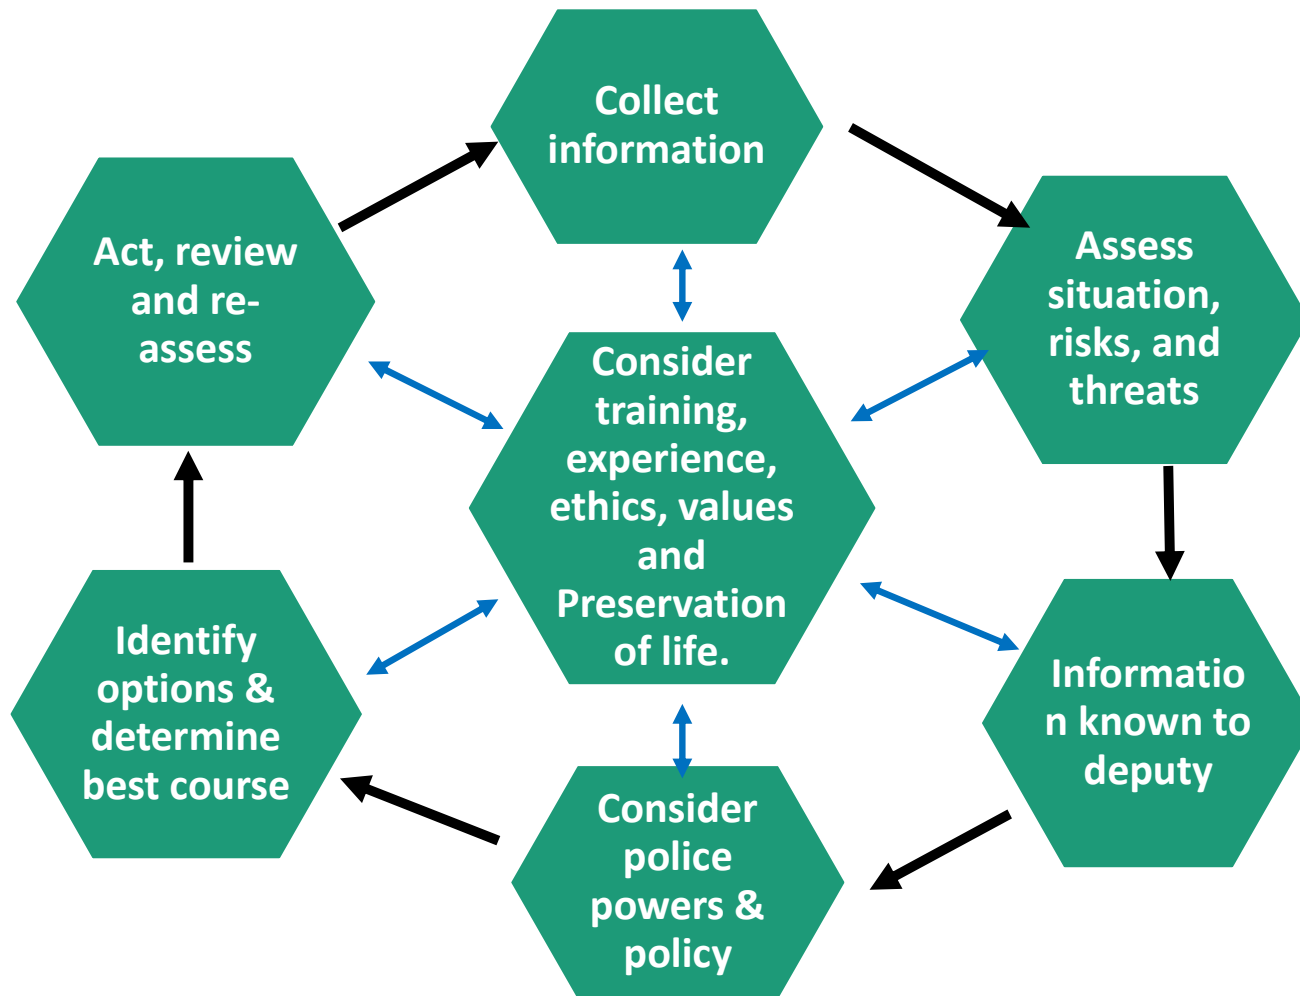 Collect
information
Assess
situation,
risks, and
threats
Informatio
n known to
deputy
Consider
police
powers &
policy
Identify
options &
determine
best course
Act, review
and re-
assess
Consider
training,
experience,
ethics, values
and
Preservation
of life.